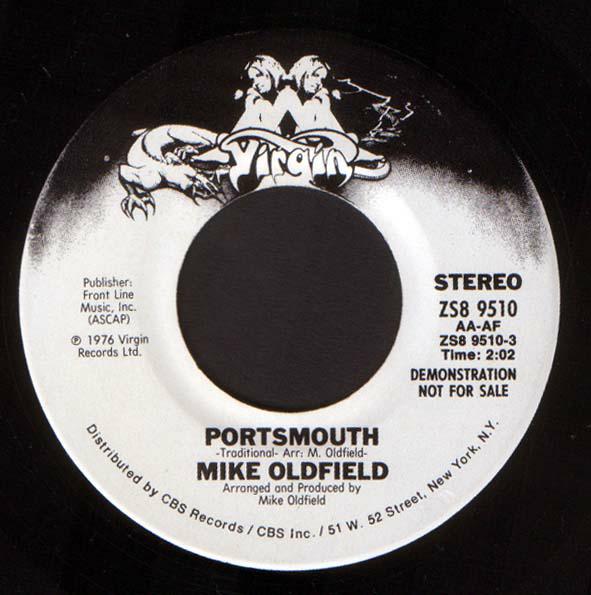 Virgin
Publisher:
Front Line
Music, Inc.
(ASCAP)
℗ 1976 Virgin
Records Ltd.
STEREO
ZS8 9510
AA-AF
ZS8 9510-3
Time: 2:02
DEMONSTRATION
NOT FOR SALE
PORTSMOUTH
-Traditional- Arr: M. Oldfield-
MIKE OLDFIELD
Arranged and Produced by
Mike Oldfield
Distributed by CBS Records / CBS Inc. / 51 W. 52 Street, New York, N.Y.